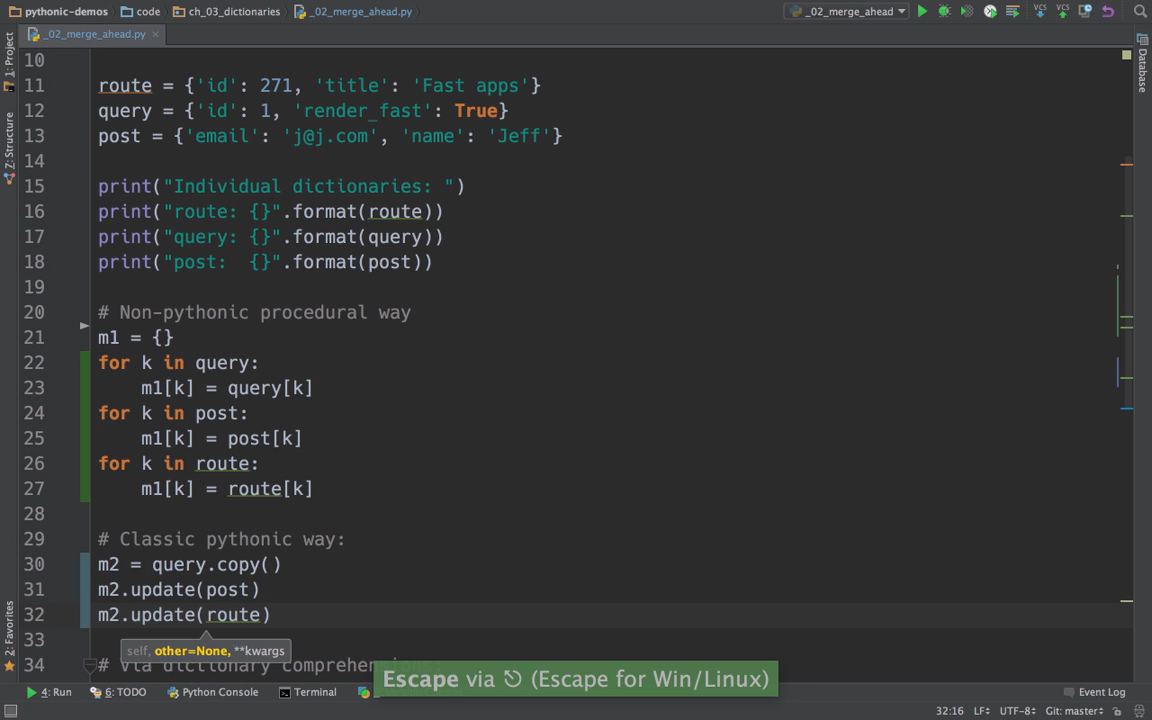 pythonic-demos code ch_03_dictionaries _02_merge_ahead.py _02_merge_ahead VCS VCS
_02_merge_ahead.py
1: Project
Z: Structure
2: Favorites
Database
10
11 route = {'id': 271, 'title': 'Fast apps'}
12 query = {'id': 1, 'render_fast': True}
13 post = {'email': 'j@j.com', 'name': 'Jeff'}
14
15 print("Individual dictionaries: ")
16 print("route: {}".format(route))
17 print("query: {}".format(query))
18 print("post:  {}".format(post))
19
20 # Non-pythonic procedural way
21 m1 = {}
22 for k in query:
23     m1[k] = query[k]
24 for k in post:
25     m1[k] = post[k]
26 for k in route:
27     m1[k] = route[k]
28
29 # Classic pythonic way:
30 m2 = query.copy()
31 m2.update(post)
32 m2.update(route)
33
self, other=None, **kwargs
34 # Via dictionary comprehensions:
Escape via ⎋ (Escape for Win/Linux)
4: Run 6: TODO Python Console Terminal Event Log
32:16 LF÷ UTF-8÷ Git: master÷